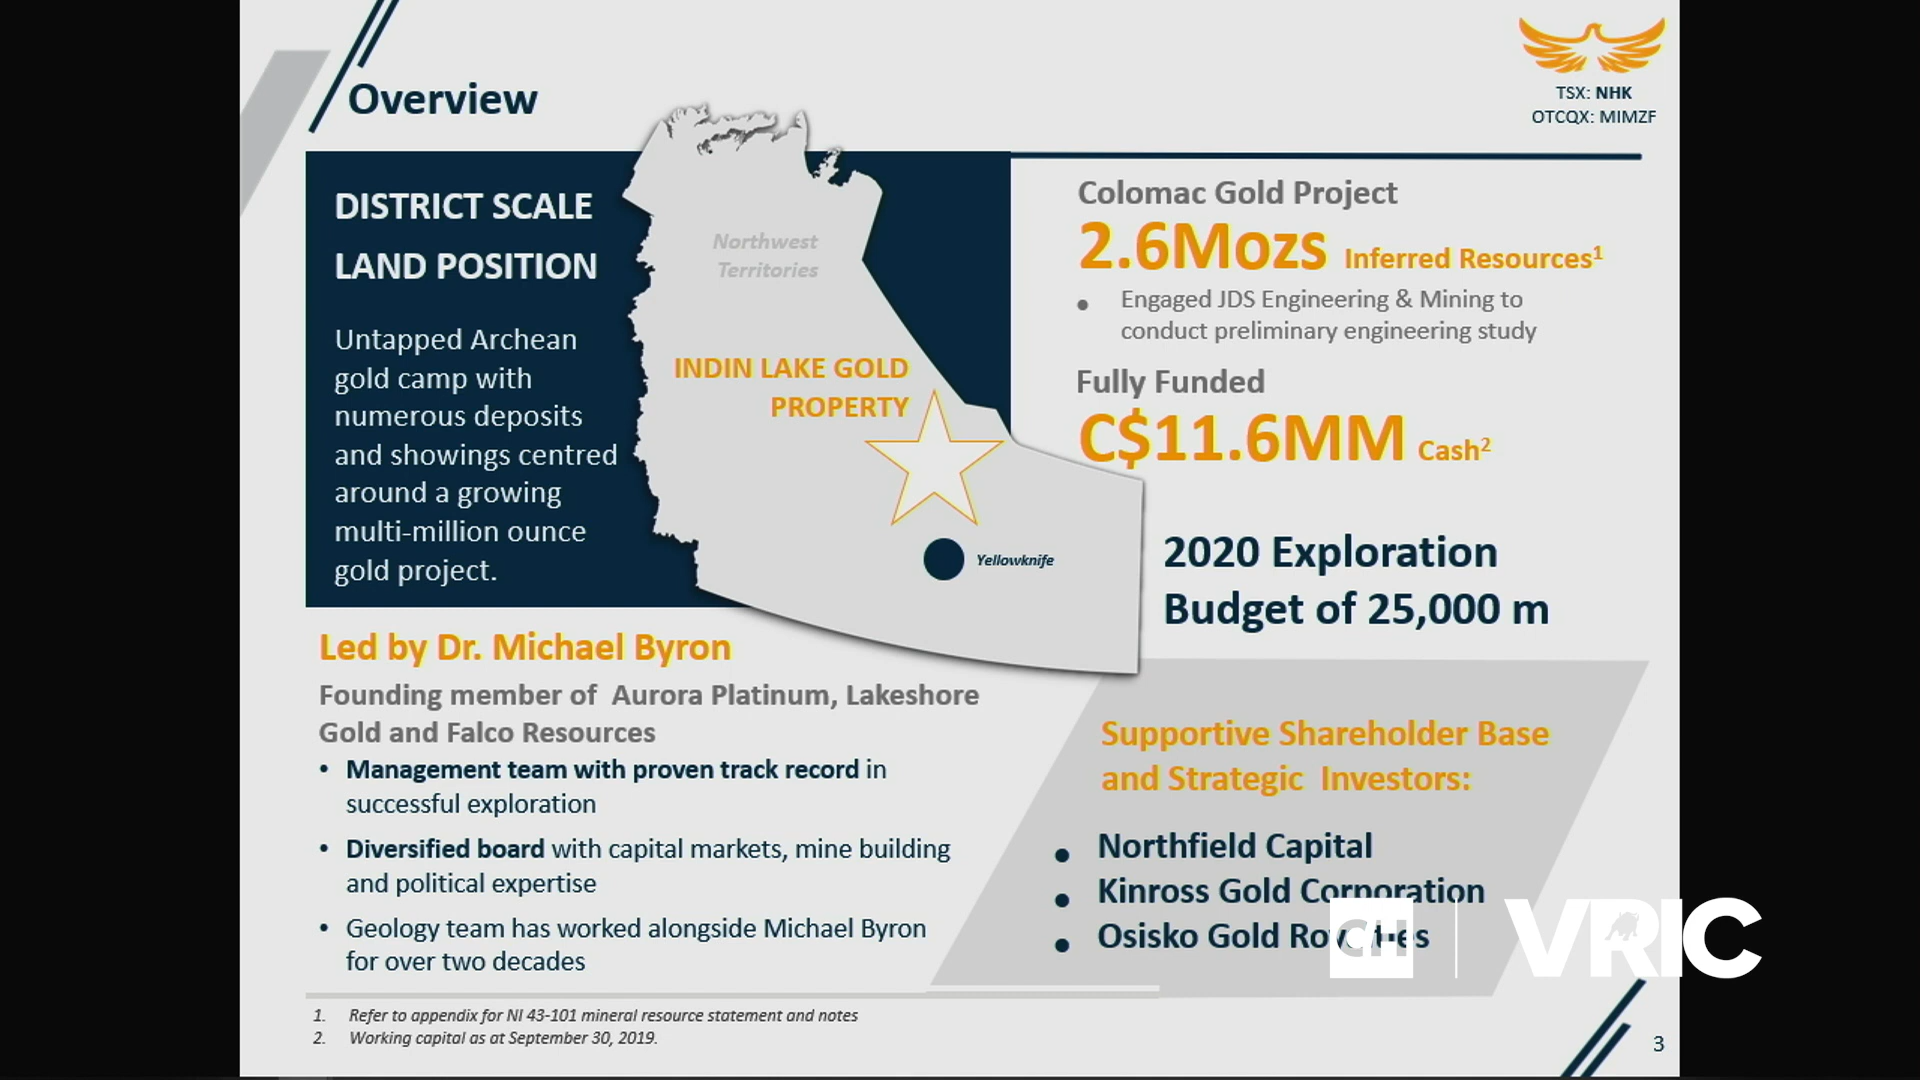 Overview
TSX: NHK
OTCQX: MIMZF
DISTRICT SCALE
LAND POSITION
Untapped Archean
gold camp with
numerous deposits
and showings centred
around a growing
multi-million ounce
gold project.
Northwest
Territories
INDIN LAKE GOLD
PROPERTY
Yellowknife
Colomac Gold Project
2.6Mozs Inferred Resources1
• Engaged JDS Engineering & Mining to
conduct preliminary engineering study
Fully Funded
C$11.6MM Cash2
2020 Exploration
Budget of 25,000 m
Led by Dr. Michael Byron
Founding member of Aurora Platinum, Lakeshore
Gold and Falco Resources
• Management team with proven track record in
successful exploration
• Diversified board with capital markets, mine building
and political expertise
• Geology team has worked alongside Michael Byron
for over two decades
Supportive Shareholder Base
and Strategic Investors:
• Northfield Capital
• Kinross Gold Corporation
• Osisko Gold Royalties
CH VRIC
1. Refer to appendix for NI 43-101 mineral resource statement and notes
2. Working capital as at September 30, 2019.
3